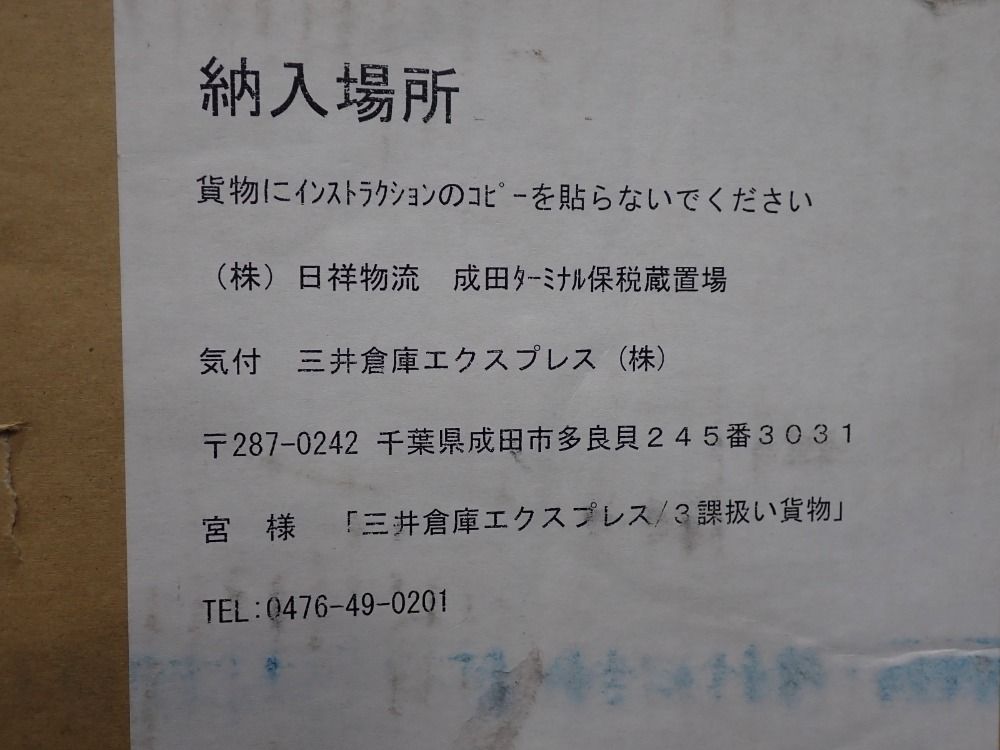 納入場所
貨物にインストラクションのコピーを貼らないでください
（株）日祥物流　成田ターミナル保税蔵置場
気付　三井倉庫エクスプレス（株）
〒287-0242 千葉県成田市多良貝２４５番３０３１
宮　様　「三井倉庫エクスプレス/３課扱い貨物」
TEL:0476-49-0201